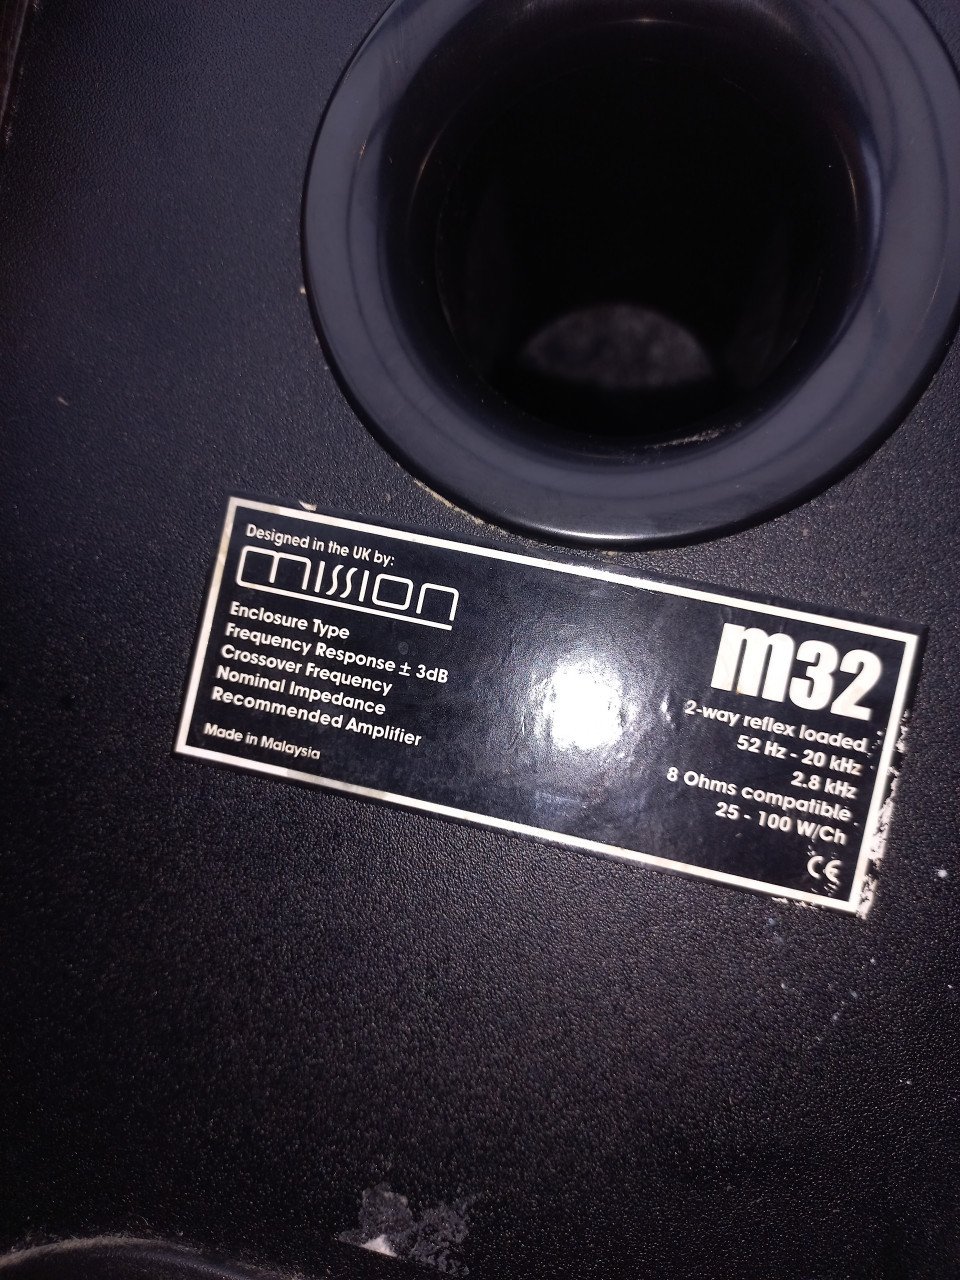 Designed in the UK by:
mission
m32
Enclosure Type 2-way reflex loaded
Frequency Response ± 3dB 52 Hz - 20 kHz
Crossover Frequency 2.8 kHz
Nominal Impedance 8 Ohms compatible
Recommended Amplifier 25 - 100 W/Ch
Made in Malaysia CE